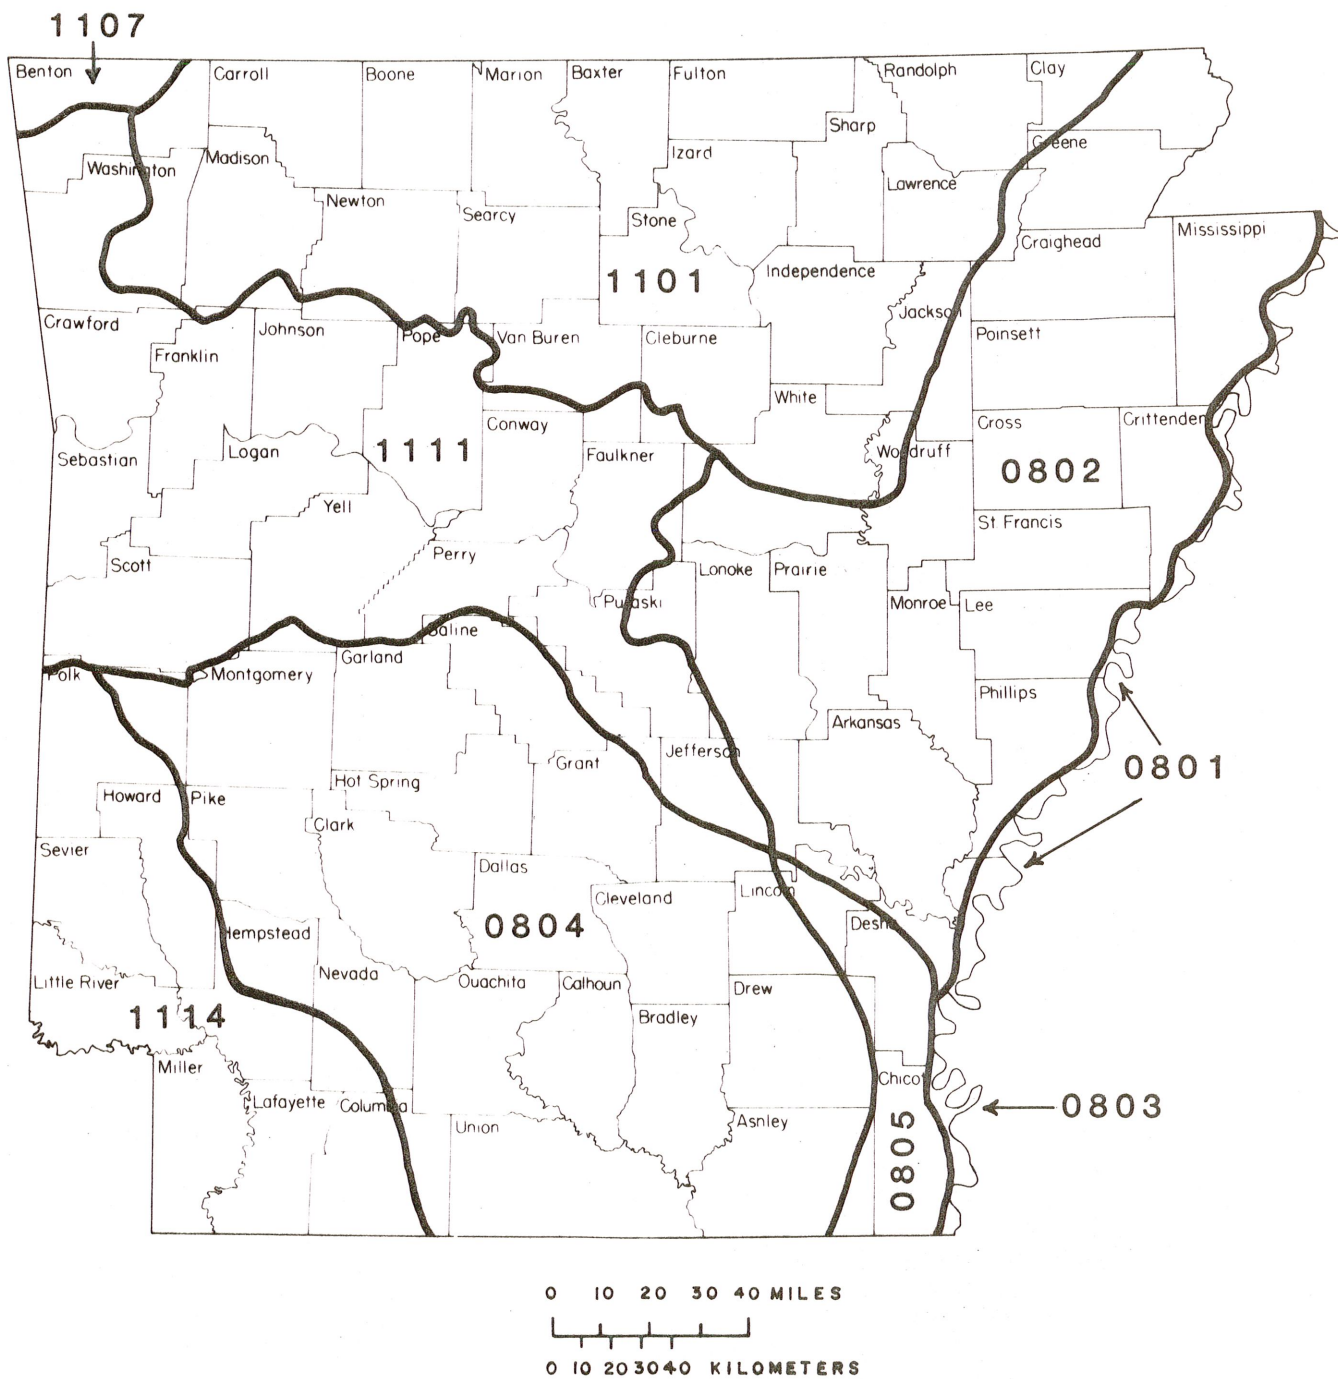 1107
Benton
Carroll
Boone
Marion
Baxter
Fulton
Randolph
Clay
Sharp
Greene
Washington
Madison
Izard
Lawrence
Newton
Searcy
Stone
Craighead
Mississippi
1101
Independence
Jackson
Crawford
Johnson
Pope
Van Buren
Cleburne
Poinsett
Franklin
White
Conway
Cross
Crittenden
1111
Sebastian
Logan
Faulkner
Woodruff
0802
Yell
St Francis
Scott
Perry
Lonoke
Prairie
Pulaski
Monroe
Lee
Saline
Garland
Polk
Montgomery
Phillips
Arkansas
Jefferson
Grant
0801
Hot Spring
Howard
Pike
Clark
Sevier
Dallas
Cleveland
Lincoln
0804
Desha
Hempstead
Nevada
Little River
Ouachita
Calhoun
Drew
1114
Bradley
Miller
Chicot
Lafayette
Columbia
0803
Union
Asnley
0805
0 10 20 30 40 MILES
0 10 20 30 40 KILOMETERS